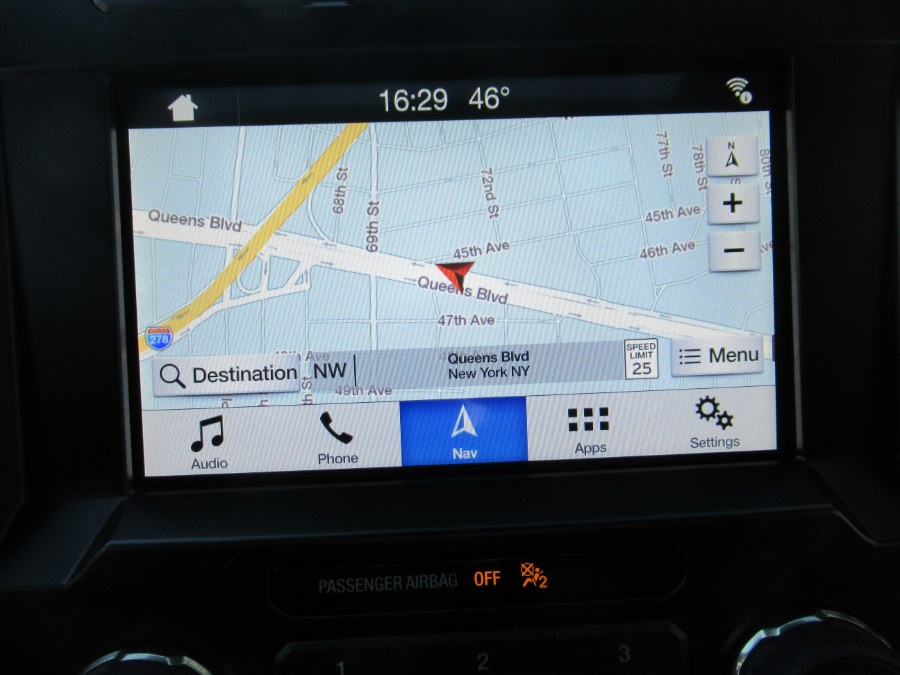 16:29 46°
N
77th St
78th St
80th St
68th St
72nd St
69th St
Queens Blvd
45th Ave
45th Ave
46th Ave
Queens Blvd
47th Ave
278
Destination NW
Queens Blvd
New York NY
SPEED
LIMIT
25
Menu
49th Ave
Audio
Phone
Nav
Apps
Settings
PASSENGER AIRBAG OFF 2
1 2 3